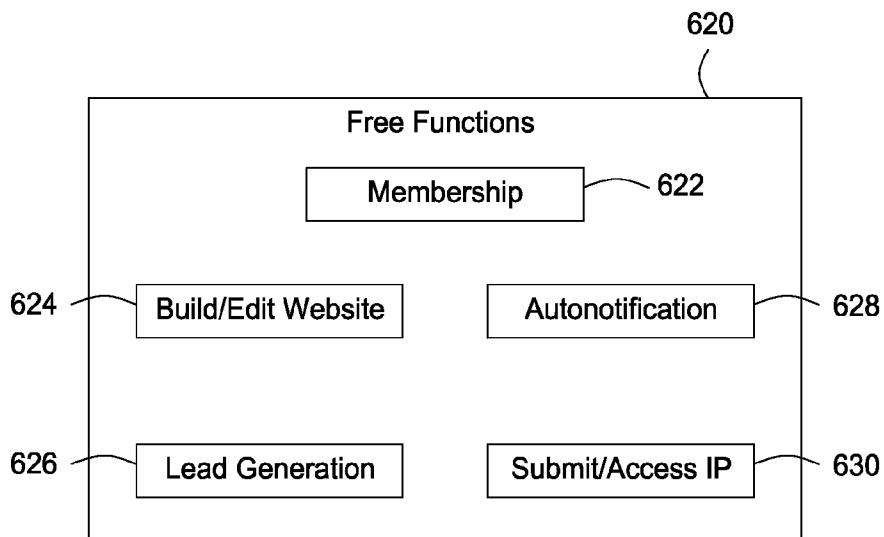 620
Free Functions
Membership 622
624 Build/Edit Website Autonotification 628
626 Lead Generation Submit/Access IP 630